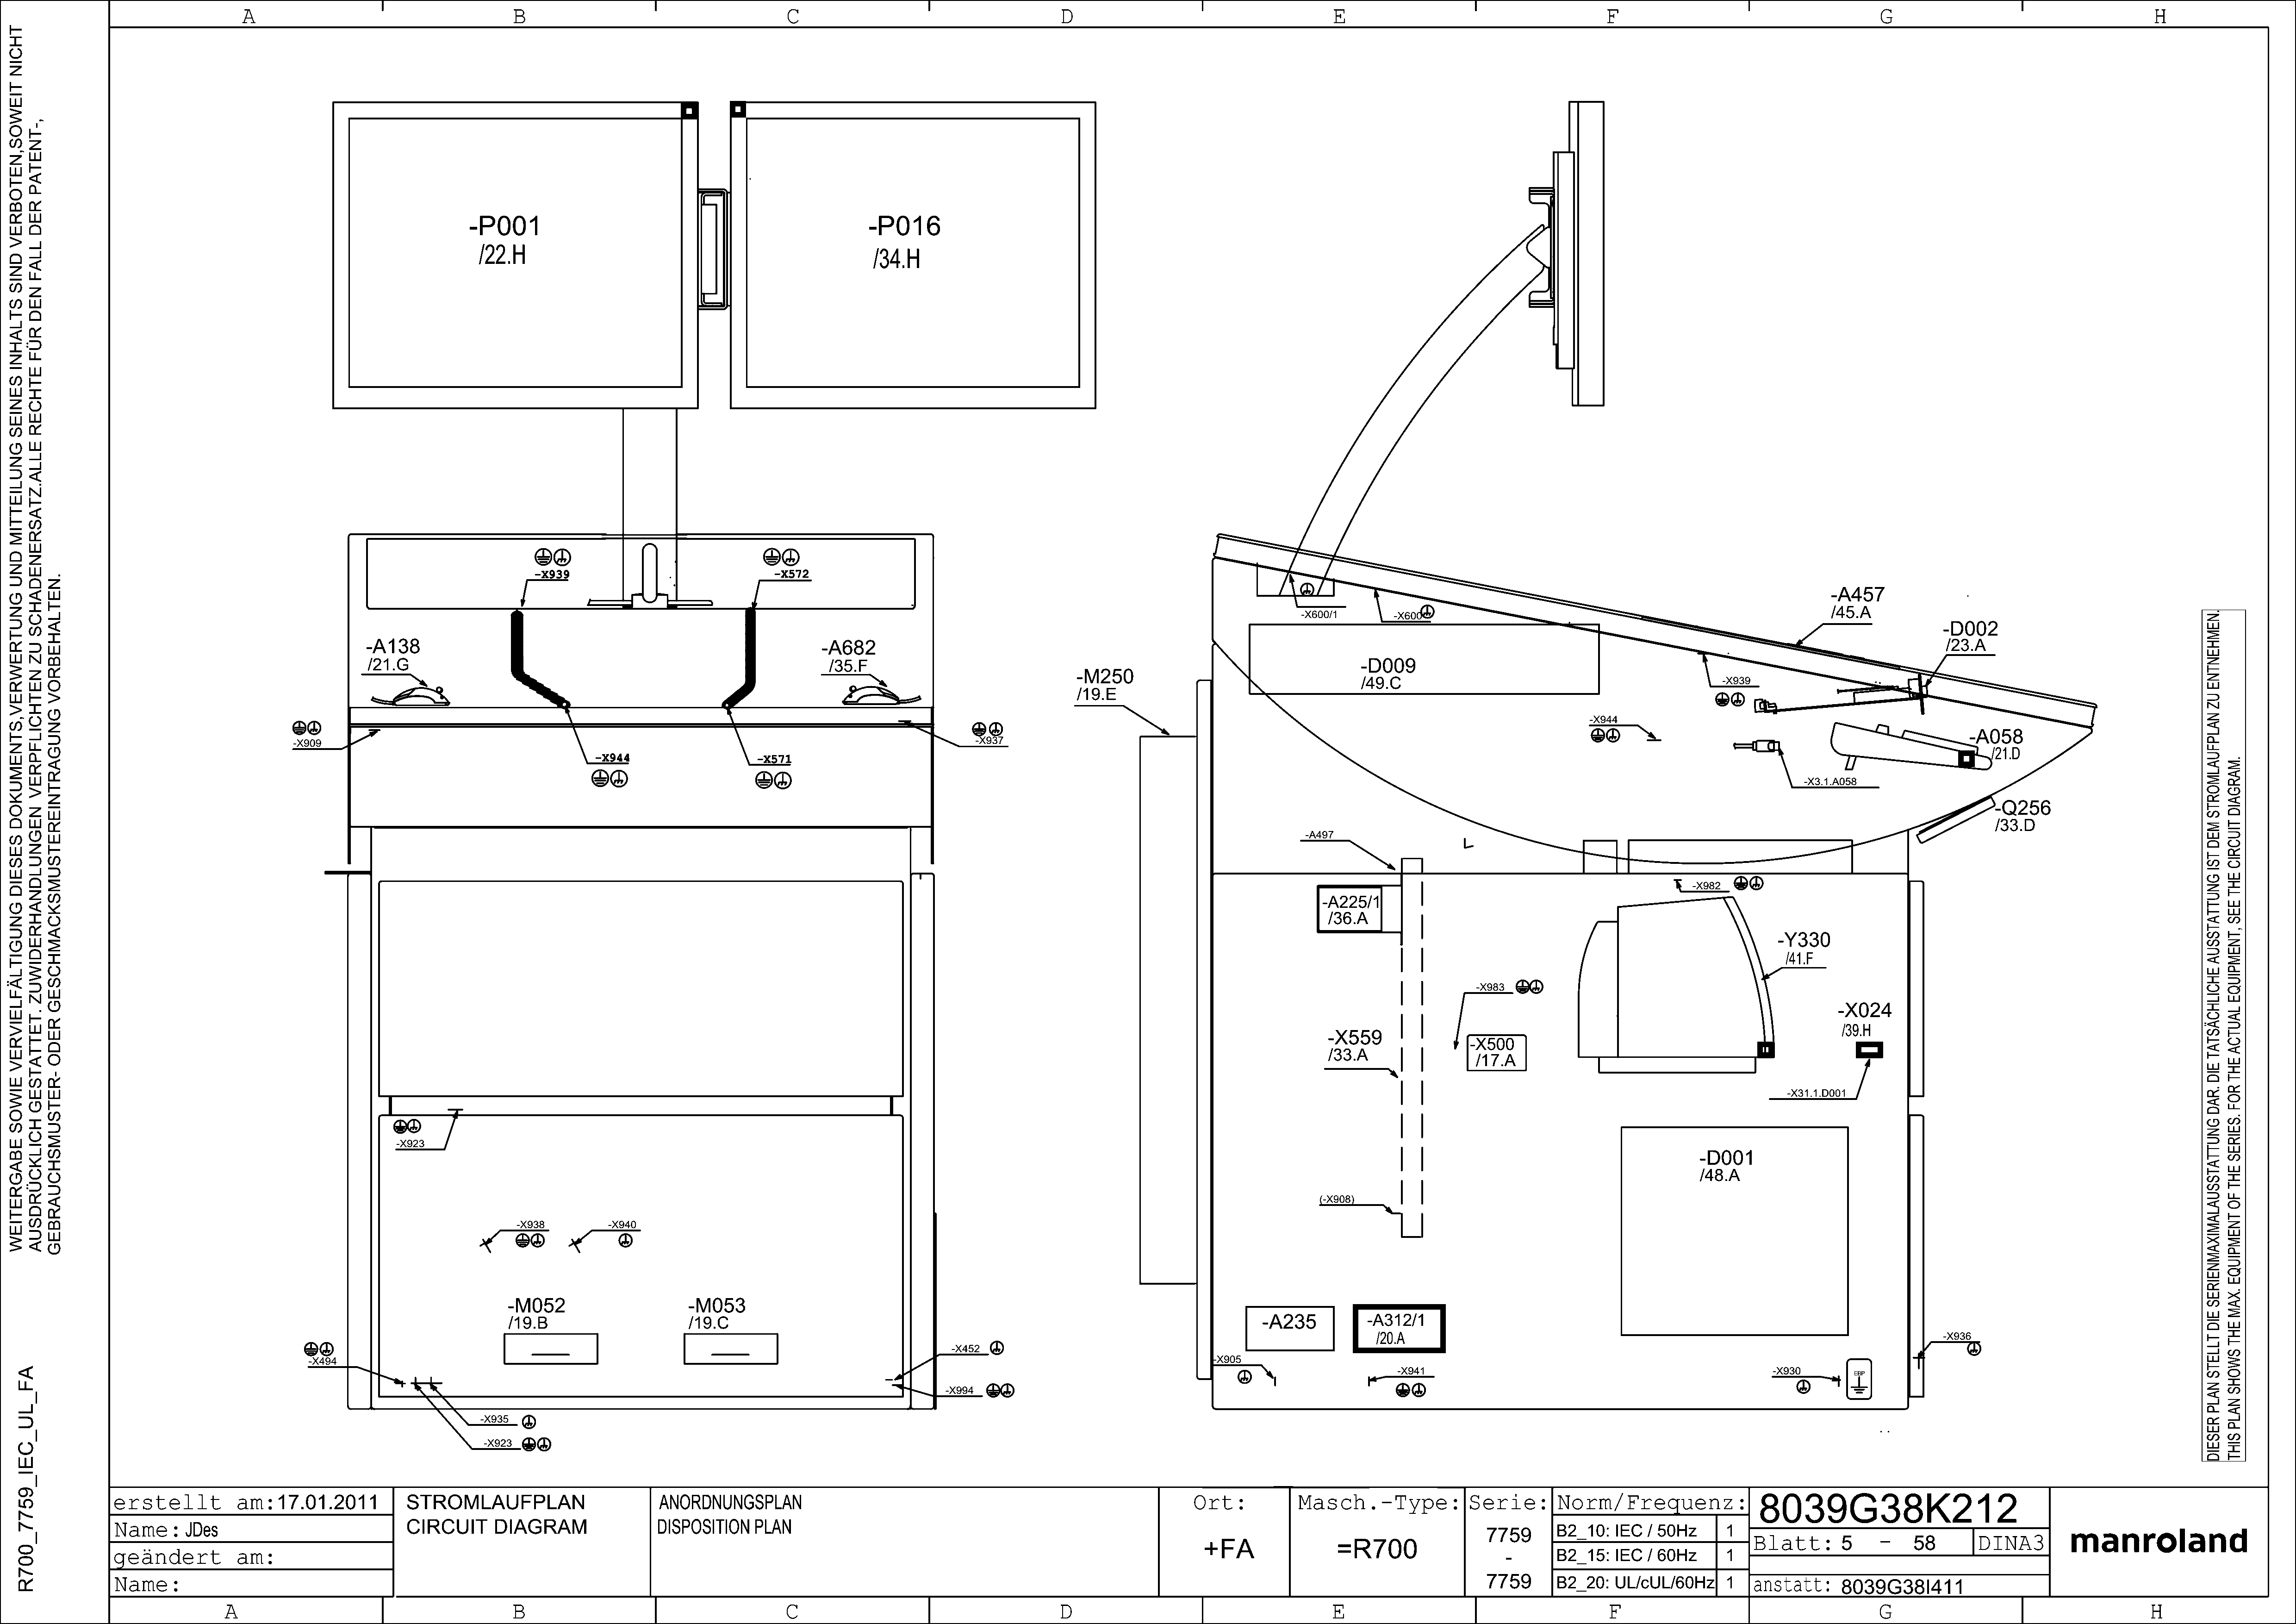 A B C D E F G H
WEITERGABE SOWIE VERVIELFÄLTIGUNG DIESES DOKUMENTS,VERWERTUNG UND MITTEILUNG SEINES INHALTS SIND VERBOTEN,SOWEIT NICHT
AUSDRÜCKLICH GESTATTET. ZUWIDERHANDLUNGEN VERPFLICHTEN ZU SCHADENERSATZ.ALLE RECHTE FÜR DEN FALL DER PATENT-,
GEBRAUCHSMUSTER- ODER GESCHMACKSMUSTEREINTRAGUNG VORBEHALTEN.
R700_7759_IEC_UL_FA
-P001
/22.H
-P016
/34.H
-X939
-X572
-A138
/21.G
-A682
/35.F
-X909
-X937
-X944
-X571
-X923
-X938
-X940
-M052
/19.B
-M053
/19.C
-X494
-X452
-X994
-X935
-X923
-M250
/19.E
-X600/1
-X600
-D009
/49.C
-A457
/45.A
-D002
/23.A
-X939
-X944
-A058
/21.D
-X3.1.A058
-Q256
/33.D
-A497
-A225/1
/36.A
-X982
-Y330
/41.F
-X983
-X559
/33.A
-X500
/17.A
-X024
/39.H
-X31.1.D001
-D001
/48.A
(-X908)
-A235
-A312/1
/20.A
-X905
-X941
-X930
EBP
-X936
DIESER PLAN STELLT DIE SERIENMAXIMALAUSSTATTUNG DAR. DIE TATSÄCHLICHE AUSSTATTUNG IST DEM STROMLAUFPLAN ZU ENTNEHMEN.
THIS PLAN SHOWS THE MAX. EQUIPMENT OF THE SERIES. FOR THE ACTUAL EQUIPMENT, SEE THE CIRCUIT DIAGRAM.
erstellt am:17.01.2011
Name: JDes
geändert am:
Name:
STROMLAUFPLAN
CIRCUIT DIAGRAM
ANORDNUNGSPLAN
DISPOSITION PLAN
Ort:
+FA
Masch.-Type:
=R700
Serie:
7759
-
7759
Norm/Frequenz:
B2_10: IEC / 50Hz 1
B2_15: IEC / 60Hz 1
B2_20: UL/cUL/60Hz 1
8039G38K212
Blatt: 5 - 58 DINA3
anstatt: 8039G38I411
manroland
A B C D E F G H